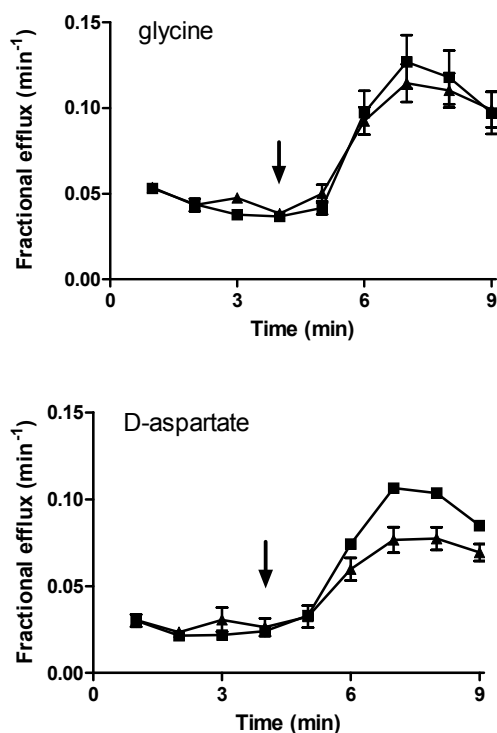 glycine
Fractional efflux (min⁻¹)
0.15
0.10
0.05
0.00
0 3 6 9
Time (min)
D-aspartate
Fractional efflux (min⁻¹)
0.15
0.10
0.05
0.00
0 3 6 9
Time (min)